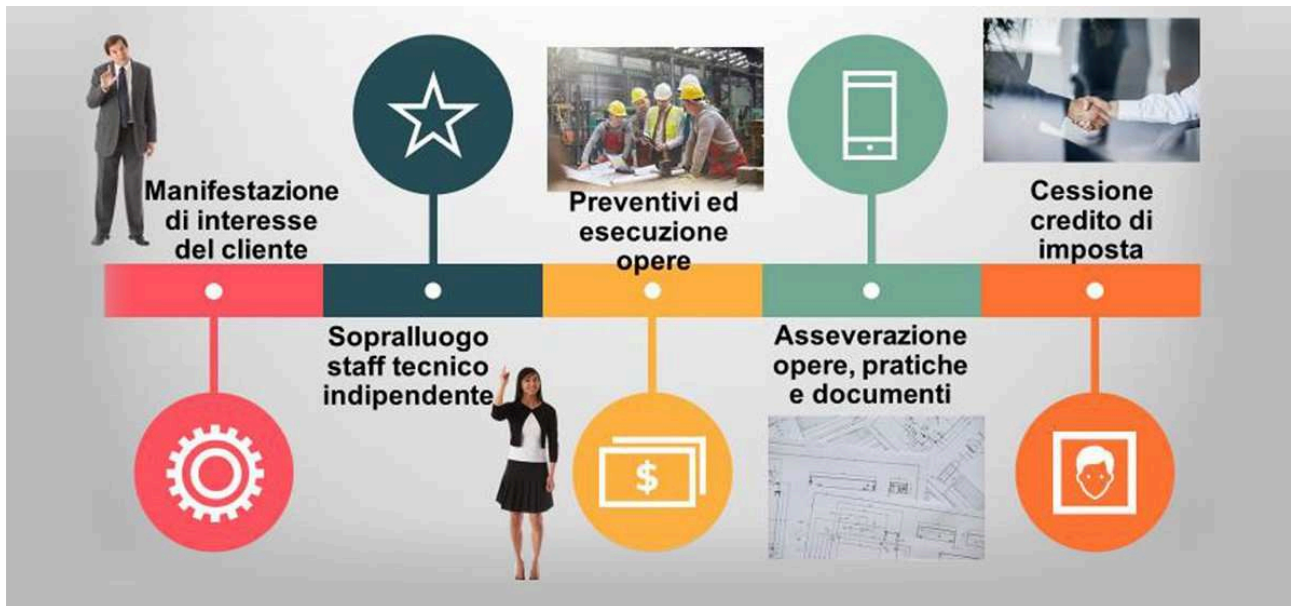 Manifestazione
di interesse
del cliente
Sopralluogo
staff tecnico
indipendente
Preventivi ed
esecuzione
opere
$
Asseverazione
opere, pratiche
e documenti
Cessione
credito di
imposta